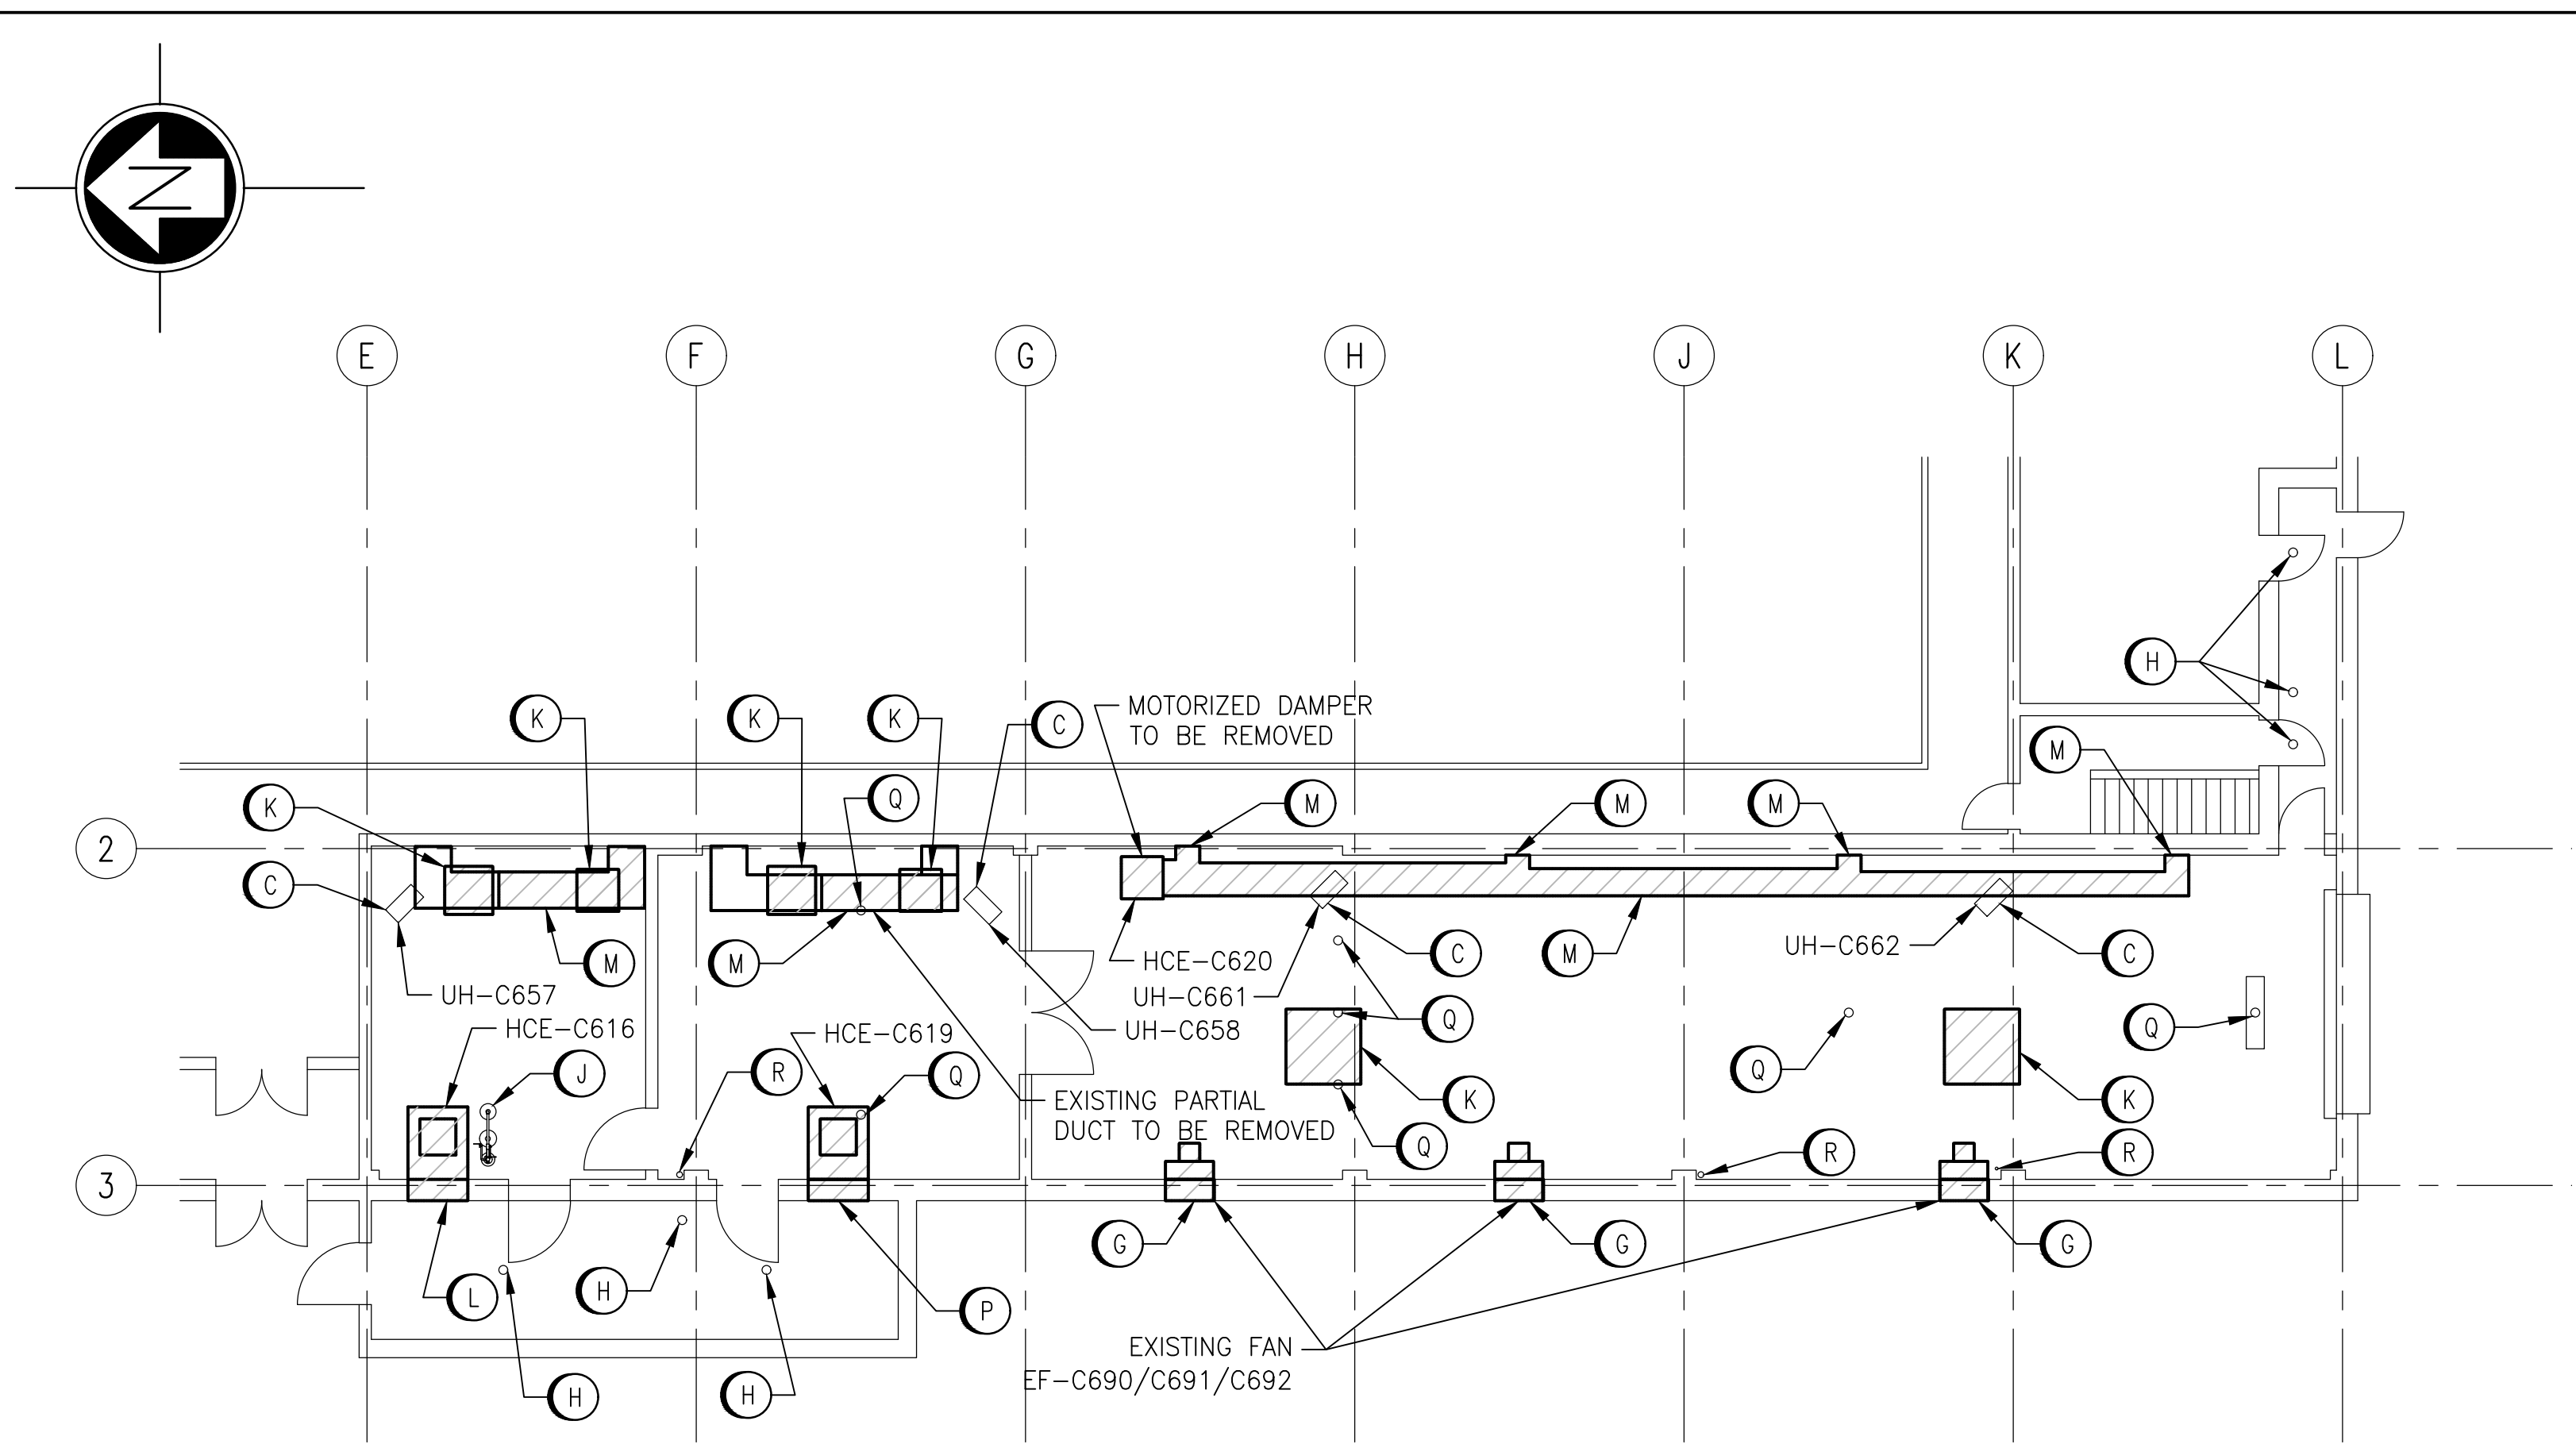 N
E F G H J K L
H
K K K C MOTORIZED DAMPER
TO BE REMOVED
M
K Q M M M
2
C
M M HCE-C620 C M UH-C662 C
UH-C657 UH-C661
HCE-C616 HCE-C619 UH-C658 Q Q Q
J R Q
EXISTING PARTIAL K K
DUCT TO BE REMOVED
Q R R
3
G G G
L H P
EXISTING FAN
EF-C690/C691/C692
H H